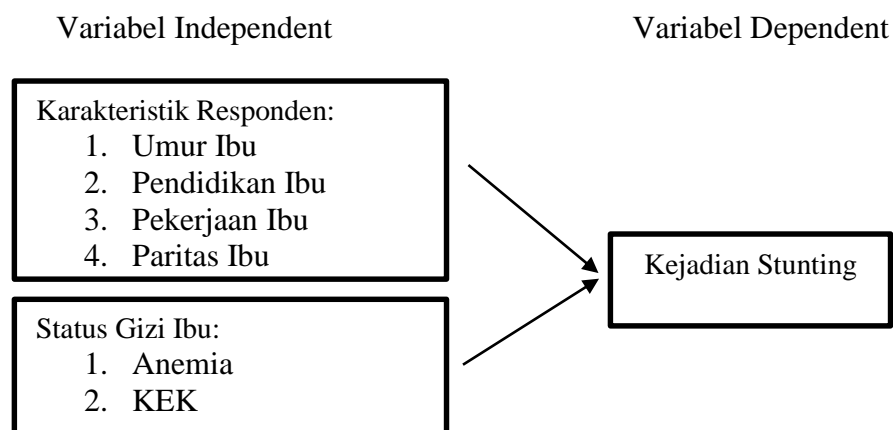 Variabel Independent
Variabel Dependent
Karakteristik Responden:
1. Umur Ibu
2. Pendidikan Ibu
3. Pekerjaan Ibu
4. Paritas Ibu
Kejadian Stunting
Status Gizi Ibu:
1. Anemia
2. KEK